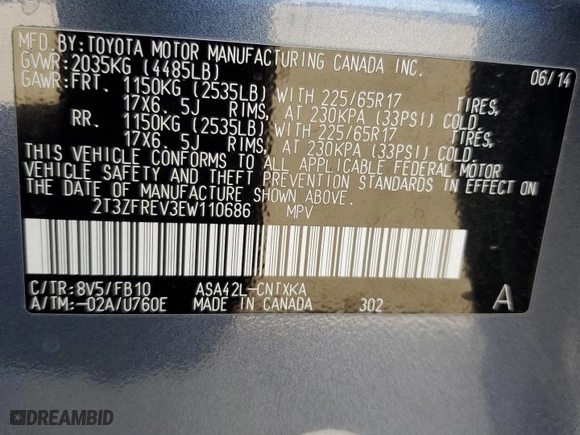 MFD. BY: TOYOTA MOTOR MANUFACTURING CANADA INC.
GVWR: 2035KG (4485LB) 06/14
GAWR: FRT. 1150KG (2535LB) WITH 225/65R17 TIRES,
17X6. 5J RIMS, AT 230KPA (33PSI) COLD.
RR. 1150KG (2535LB) WITH 225/65R17 TIRES,
17X6. 5J RIMS, AT 230KPA (33PSI) COLD.
THIS VEHICLE CONFORMS TO ALL APPLICABLE FEDERAL MOTOR
VEHICLE SAFETY AND THEFT PREVENTION STANDARDS IN EFFECT ON
THE DATE OF MANUFACTURE SHOWN ABOVE.
2T3ZFREV3EW110686 MPV
C/TR: 8V5/FB10 ASA42L-CNTXKA
A/TM: -02A/U760E MADE IN CANADA 302 A
DREAMBID